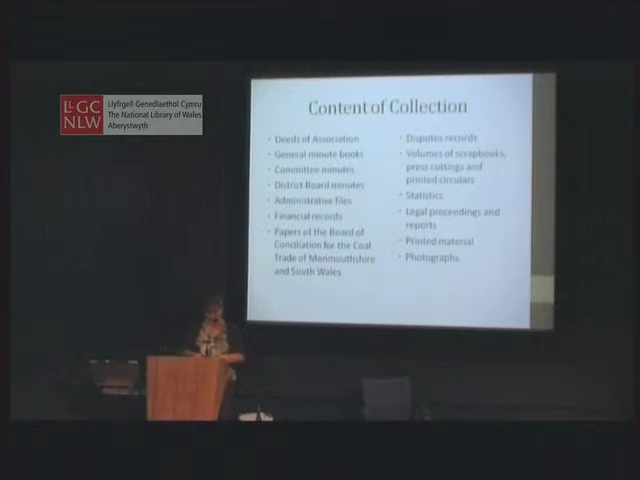 LLGC
NLW
Llyfrgell Genedlaethol Cymru
The National Library of Wales
Aberystwyth
Content of Collection
• Deeds of Association
• General minute books
• Committee minutes
• District Board minutes
• Administrative files
• Financial records
• Papers of the Board of
Conciliation for the Coal
Trade of Monmouthshire
and South Wales
• Disputes records
• Volumes of scrapbooks,
press cuttings and
printed circulars
• Statistics
• Legal proceedings and
reports
• Printed material
• Photographs